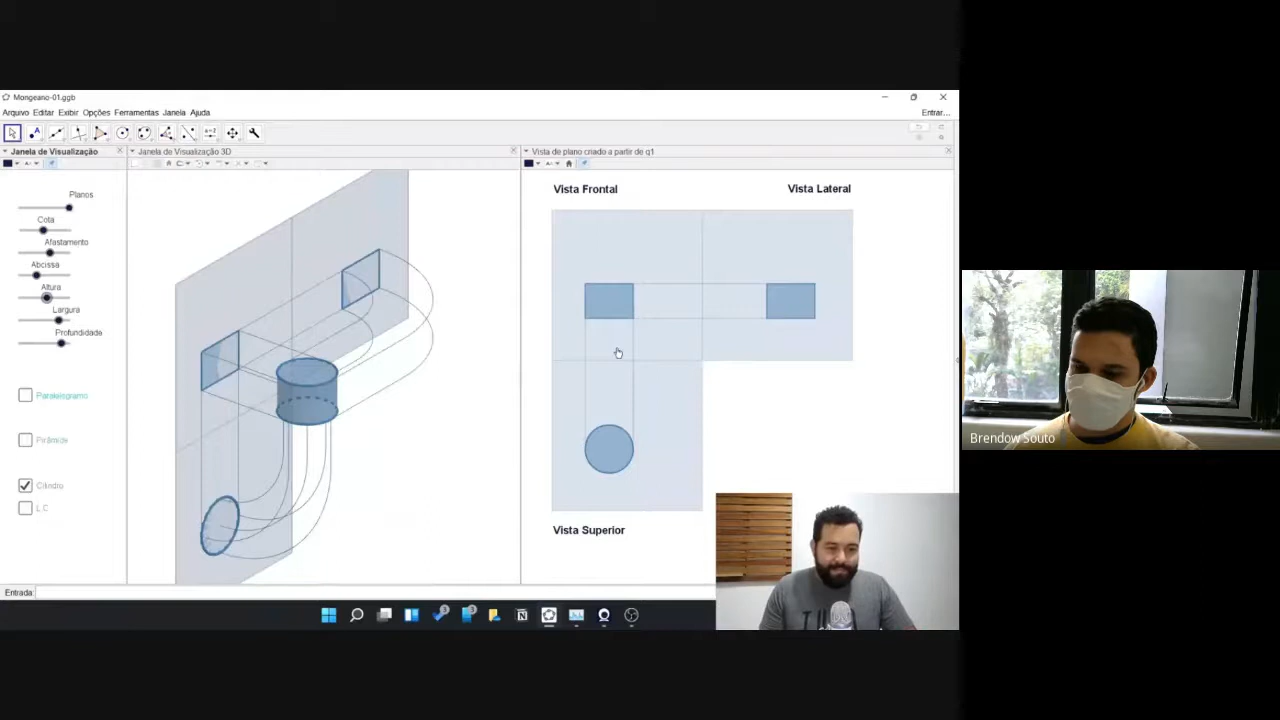 Mongeano-01.ggb
Arquivo Editar Exibir Opções Ferramentas Janela Ajuda
Entrar...
Janela de Visualização
Janela de Visualização 3D
Vista de plano criado a partir de q1
Planos
Cota
Afastamento
Abcissa
Altura
Largura
Profundidade
Paralelogramo
Pirâmide
Cilindro
L.C
Vista Frontal
Vista Lateral
Vista Superior
Entrada:
Brendow Souto